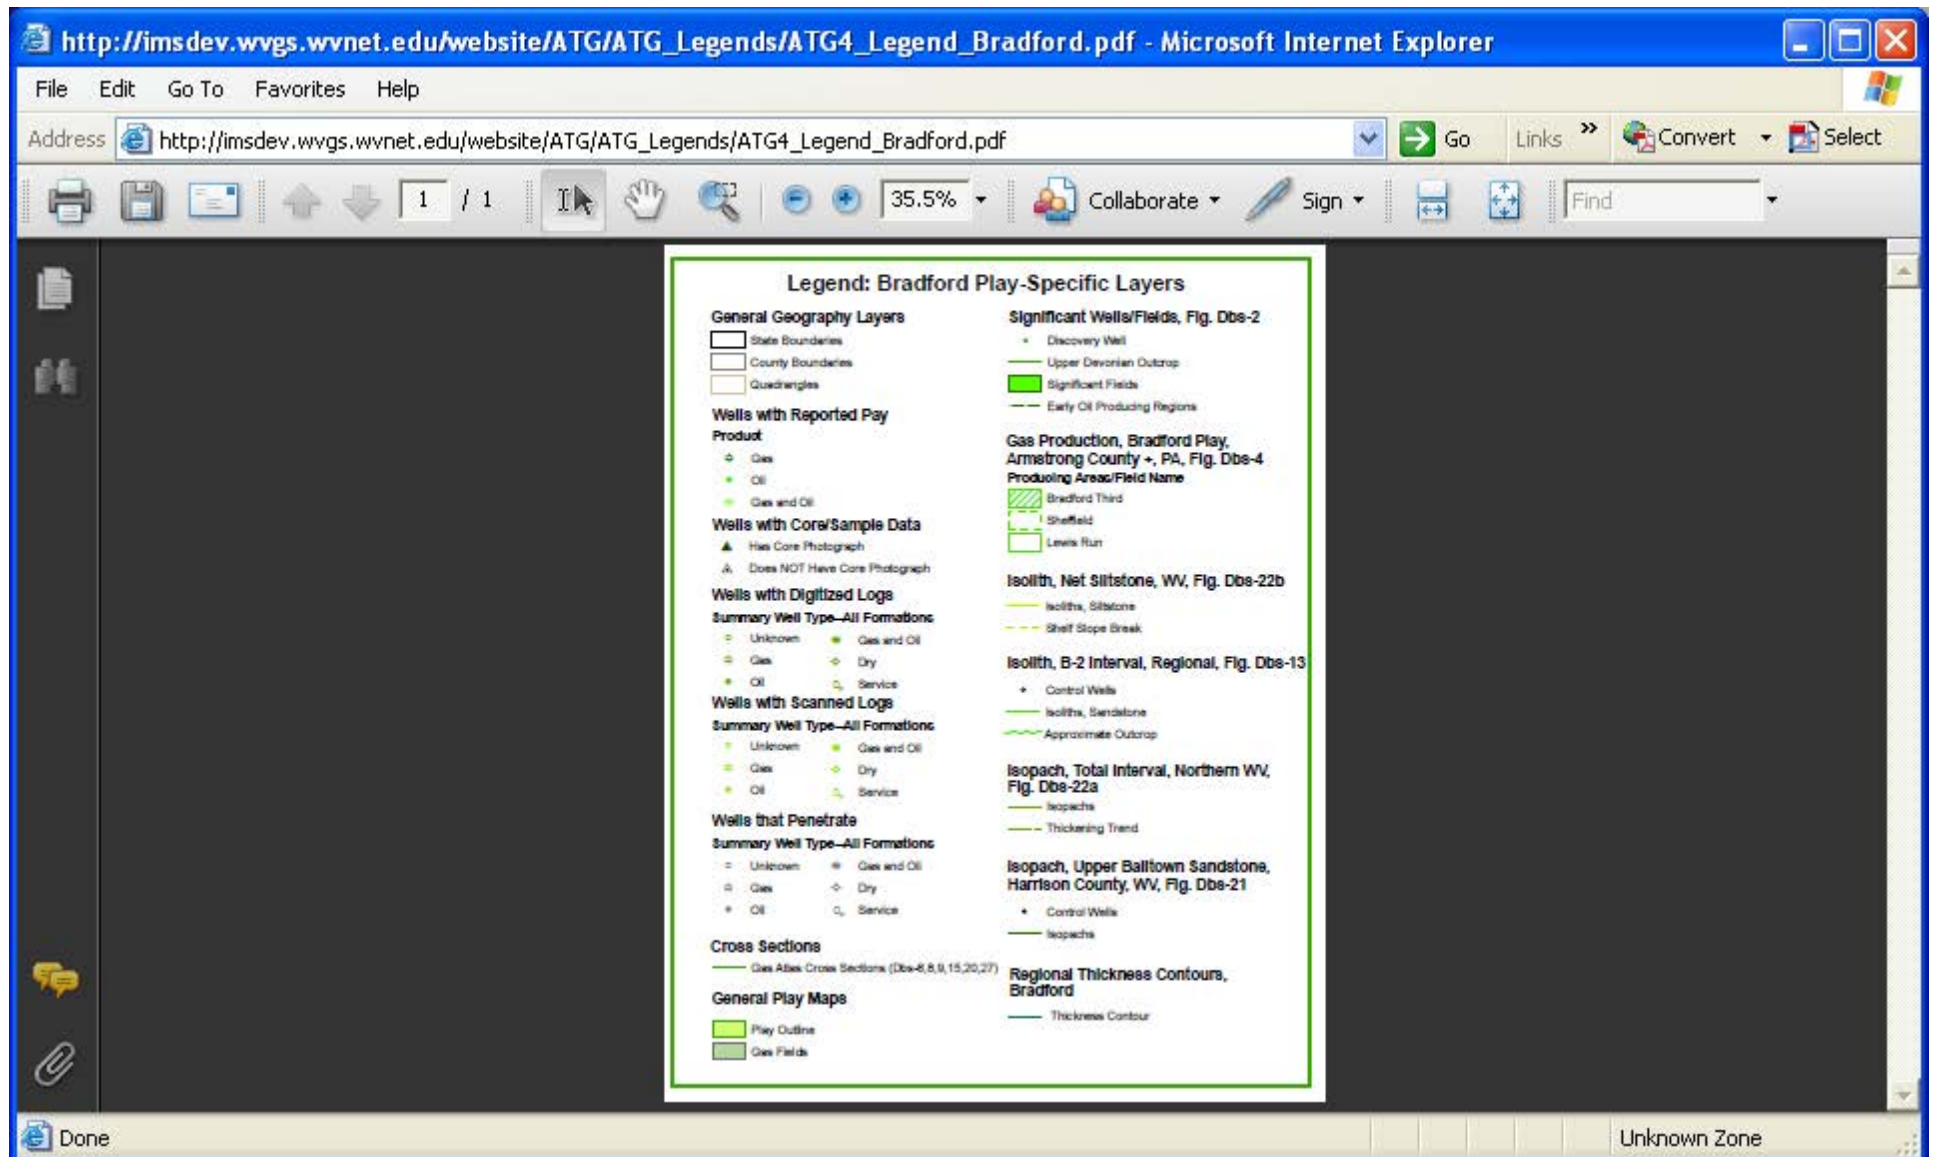 http://imsdev.wvgs.wvnet.edu/website/ATG/ATG_Legends/ATG4_Legend_Bradford.pdf - Microsoft Internet Explorer
File Edit Go To Favorites Help
Address http://imsdev.wvgs.wvnet.edu/website/ATG/ATG_Legends/ATG4_Legend_Bradford.pdf Go Links » Convert Select
1 / 1 35.5% Collaborate Sign Find
Legend: Bradford Play-Specific Layers
General Geography Layers
State Boundaries
County Boundaries
Quadrangles
Wells with Reported Pay
Product
Gas
Oil
Gas and Oil
Wells with Core/Sample Data
Has Core Photograph
Does NOT Have Core Photograph
Wells with Digitized Logs
Summary Well Type--All Formations
Unknown Gas and Oil
Gas Dry
Oil Service
Wells with Scanned Logs
Summary Well Type--All Formations
Unknown Gas and Oil
Gas Dry
Oil Service
Wells that Penetrate
Summary Well Type--All Formations
Unknown Gas and Oil
Gas Dry
Oil Service
Cross Sections
Gas Atlas Cross Sections (Dbs-6,8,9,15,20,27)
General Play Maps
Play Outline
Gas Fields
Significant Wells/Fields, Fig. Dbs-2
Discovery Well
Upper Devonian Outcrop
Significant Fields
Early Oil Producing Regions
Gas Production, Bradford Play,
Armstrong County +, PA, Fig. Dbs-4
Producing Areas/Field Name
Bradford Third
Sheffield
Lewis Run
Isolith, Net Siltstone, WV, Fig. Dbs-22b
Isoliths, Siltstone
Shelf Slope Break
Isolith, B-2 Interval, Regional, Fig. Dbs-13
Control Wells
Isoliths, Sandstone
Approximate Outcrop
Isopach, Total Interval, Northern WV,
Fig. Dbs-22a
Isopachs
Thickening Trend
Isopach, Upper Balltown Sandstone,
Harrison County, WV, Fig. Dbs-21
Control Wells
Isopachs
Regional Thickness Contours,
Bradford
Thickness Contour
Done Unknown Zone